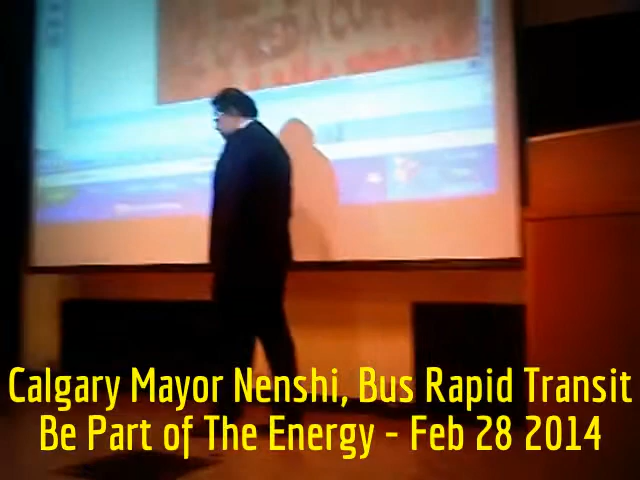 Calgary Mayor Nenshi, Bus Rapid Transit
Be Part of The Energy - Feb 28 2014